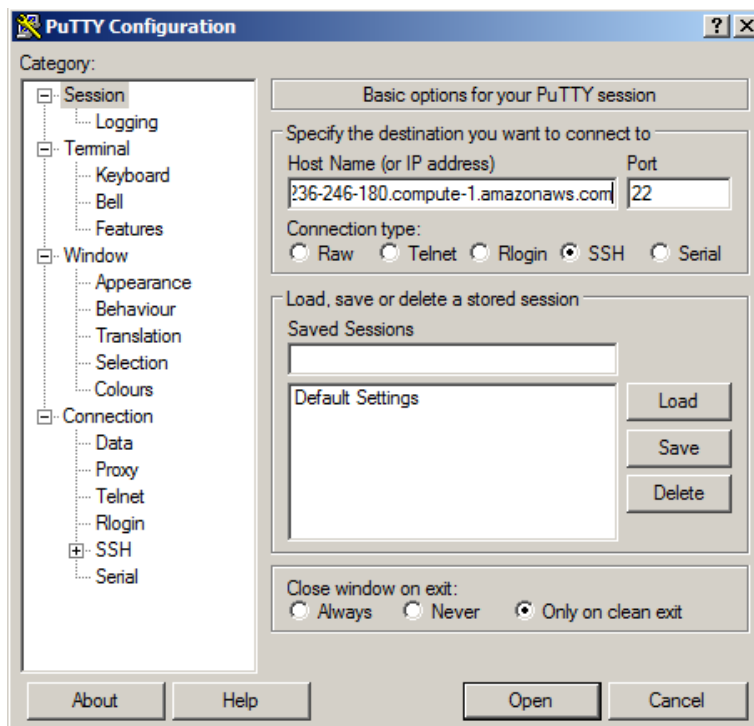 PuTTY Configuration
Category:
Session
Logging
Terminal
Keyboard
Bell
Features
Window
Appearance
Behaviour
Translation
Selection
Colours
Connection
Data
Proxy
Telnet
Rlogin
SSH
Serial
Basic options for your PuTTY session
Specify the destination you want to connect to
Host Name (or IP address) Port
236-246-180.compute-1.amazonaws.com 22
Connection type:
Raw Telnet Rlogin SSH Serial
Load, save or delete a stored session
Saved Sessions
Default Settings
Load
Save
Delete
Close window on exit:
Always Never Only on clean exit
About Help Open Cancel